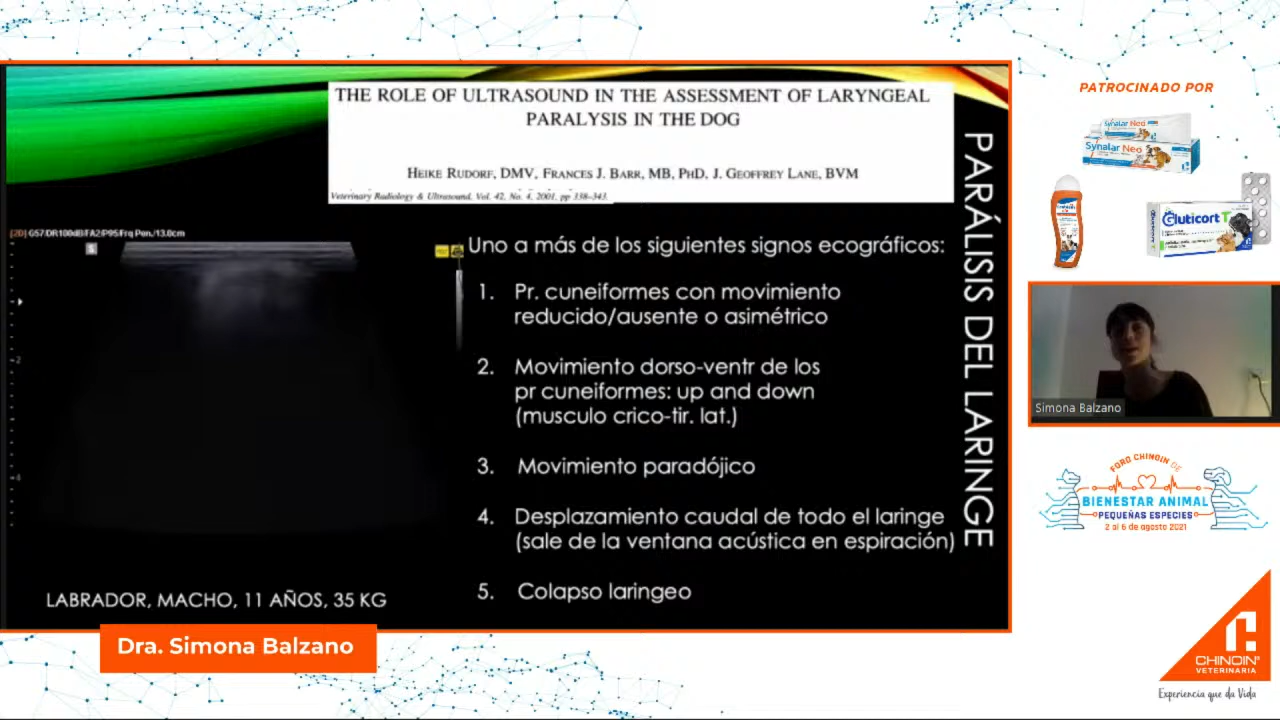 THE ROLE OF ULTRASOUND IN THE ASSESSMENT OF LARYNGEAL
PARALYSIS IN THE DOG
HEIKE RUDORF, DMV, FRANCES J. BARR, MB, PHD, J. GEOFFREY LANE, BVM
Veterinary Radiology & Ultrasound, Vol. 42, No. 4, 2001, pp 338–343.
PARÁLISIS DEL LARINGE
Uno a más de los siguientes signos ecográficos:
1. Pr. cuneiformes con movimiento
reducido/ausente o asimétrico
2. Movimiento dorso-ventr de los
pr cuneiformes: up and down
(musculo crico-tir. lat.)
3. Movimiento paradójico
4. Desplazamiento caudal de todo el laringe
(sale de la ventana acústica en espiración)
5. Colapso laringeo
LABRADOR, MACHO, 11 AÑOS, 35 KG
Dra. Simona Balzano
PATROCINADO POR
Synalar Neo
Synalar Neo
Gluticort T
Simona Balzano
FORO CHINOIN DE
BIENESTAR ANIMAL
PEQUEÑAS ESPECIES
2 al 6 de agosto 2021
CHINOIN
VETERINARIA
Experiencia que da Vida